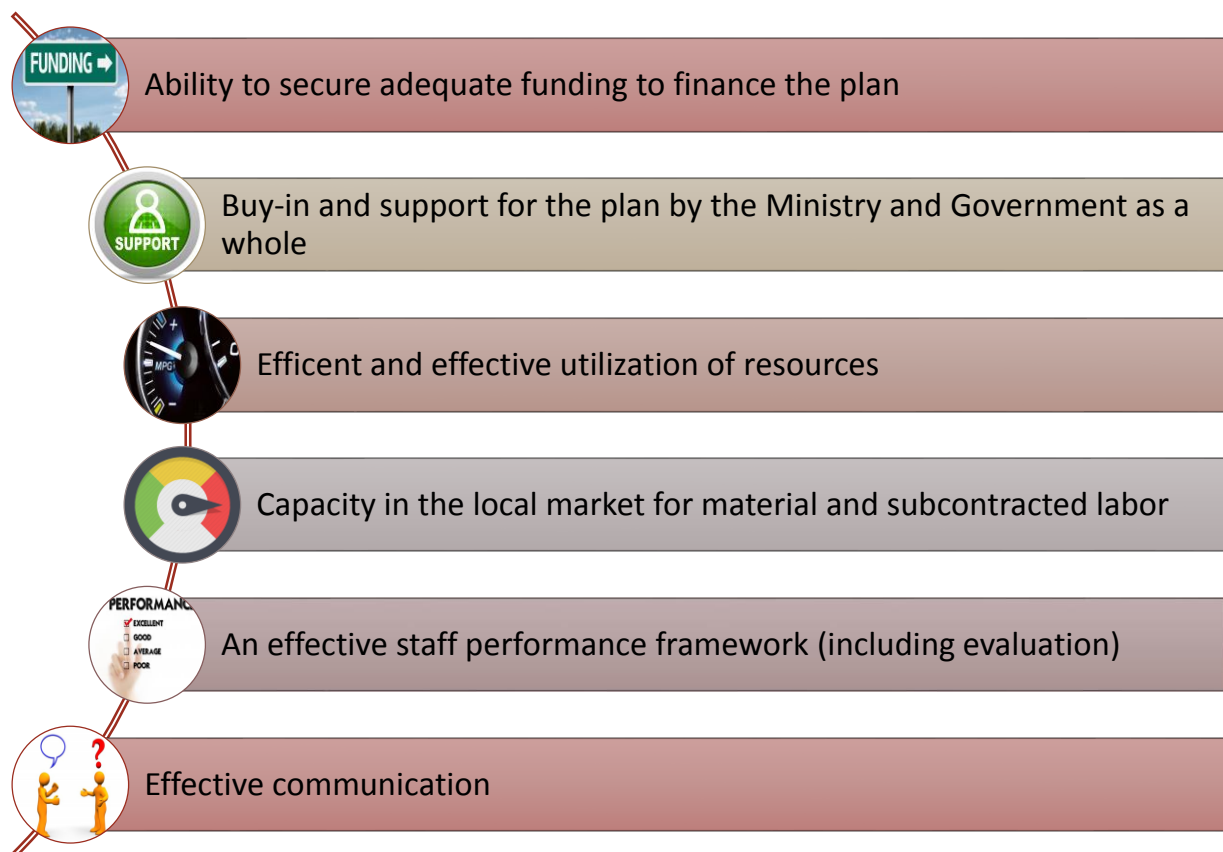 FUNDING
Ability to secure adequate funding to finance the plan
SUPPORT
Buy-in and support for the plan by the Ministry and Government as a
whole
MPG
Efficent and effective utilization of resources
Capacity in the local market for material and subcontracted labor
PERFORMANC
EXCELLENT
GOOD
AVERAGE
POOR
An effective staff performance framework (including evaluation)
?
Effective communication